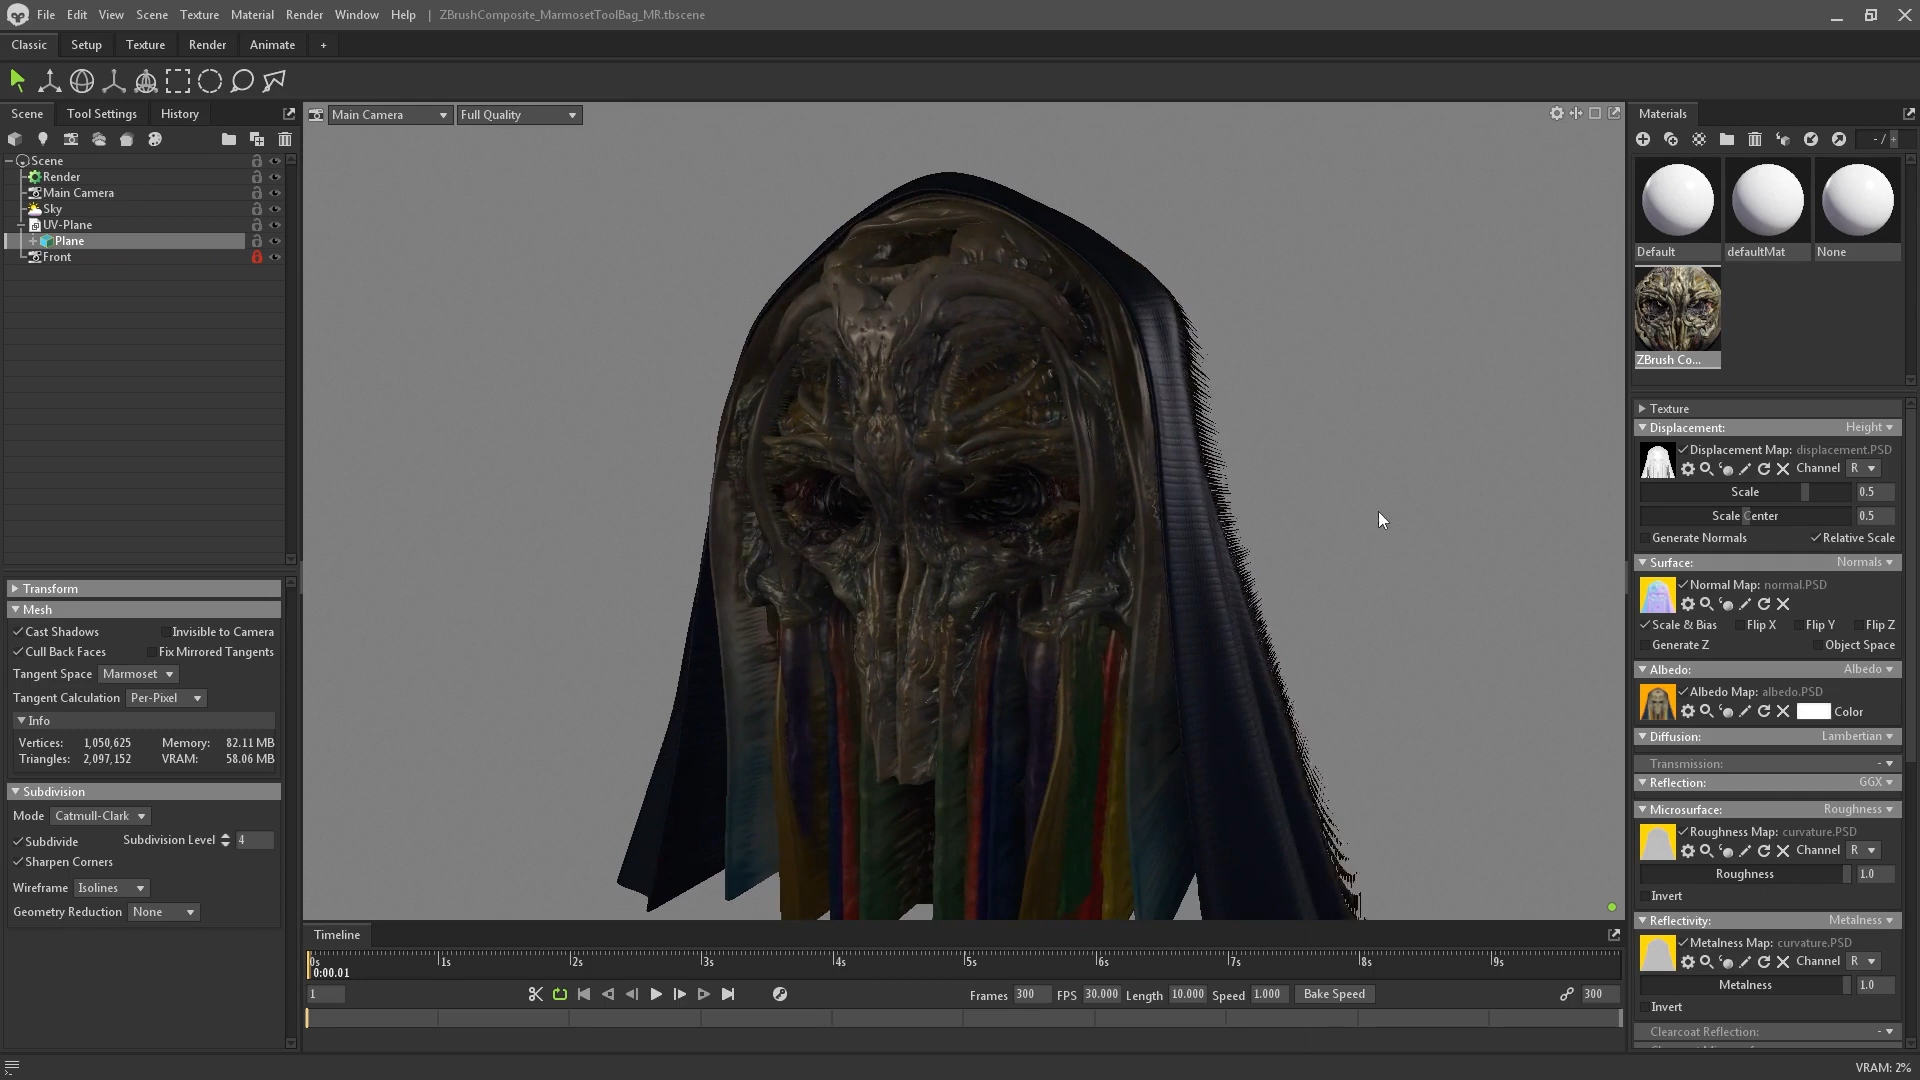 File Edit View Scene Texture Material Render Window Help | ZBrushComposite_MarmosetToolBag_MR.tbscene
Classic Setup Texture Render Animate +
Scene Tool Settings History
Main Camera Full Quality
Materials
- / +
Scene
Render
Main Camera
Sky
UV-Plane
Plane
Front
Default defaultMat None
ZBrush Co...
Transform
Mesh
Cast Shadows Invisible to Camera
Cull Back Faces Fix Mirrored Tangents
Tangent Space Marmoset
Tangent Calculation Per-Pixel
Info
Vertices: 1,050,625 Memory: 82.11 MB
Triangles: 2,097,152 VRAM: 58.06 MB
Subdivision
Mode Catmull-Clark
Subdivide Subdivision Level 4
Sharpen Corners
Wireframe Isolines
Geometry Reduction None
Timeline
0s 1s 2s 3s 4s 5s 6s 7s 8s 9s
0:00.01
1 Frames 300 FPS 30.000 Length 10.000 Speed 1.000 Bake Speed 300
Texture
Displacement: Height
Displacement Map: displacement.PSD
Channel R
Scale 0.5
Scale Center 0.5
Generate Normals Relative Scale
Surface: Normals
Normal Map: normal.PSD
Scale & Bias Flip X Flip Y Flip Z
Generate Z Object Space
Albedo: Albedo
Albedo Map: albedo.PSD
Color
Diffusion: Lambertian
Transmission: -
Reflection: GGX
Microsurface: Roughness
Roughness Map: curvature.PSD
Channel R
Roughness 1.0
Invert
Reflectivity: Metalness
Metalness Map: curvature.PSD
Channel R
Metalness 1.0
Invert
Clearcoat Reflection: -
VRAM: 2%